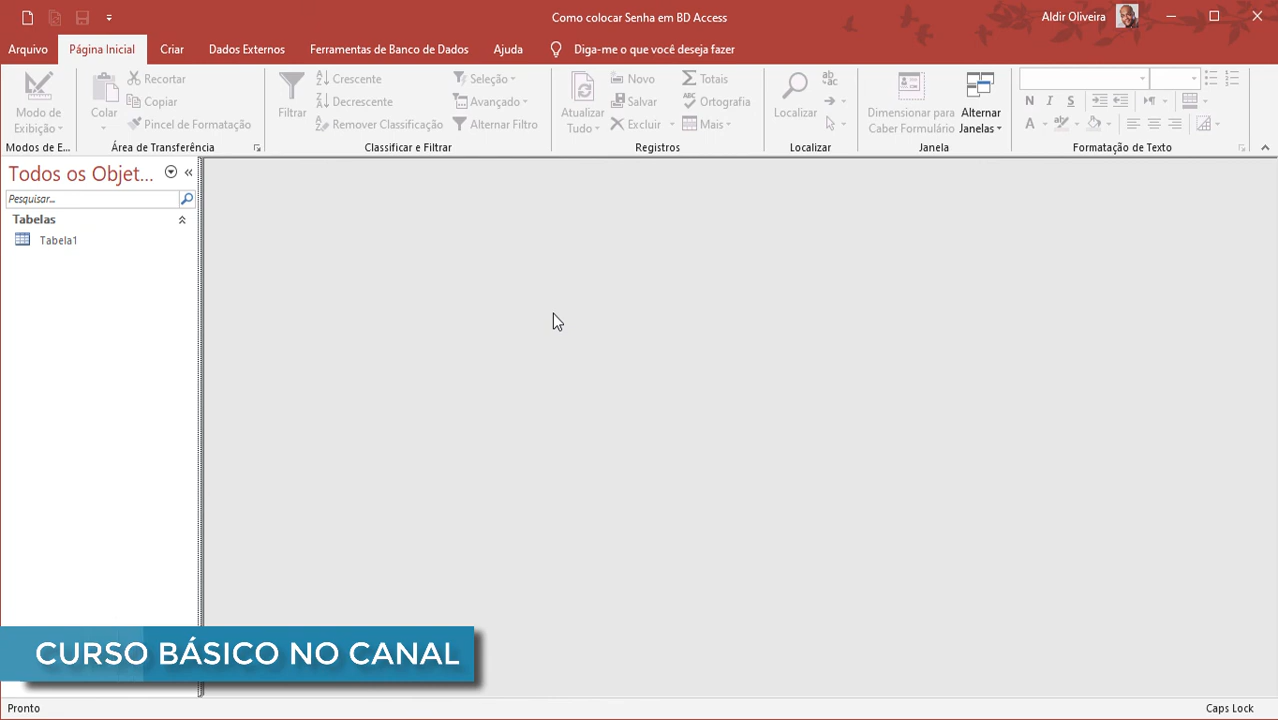 Como colocar Senha em BD Access
Aldir Oliveira
Arquivo
Página Inicial
Criar
Dados Externos
Ferramentas de Banco de Dados
Ajuda
Diga-me o que você deseja fazer
Modo de
Exibição
Modos de E...
Colar
Recortar
Copiar
Pincel de Formatação
Área de Transferência
Filtrar
Crescente
Decrescente
Remover Classificação
Seleção
Avançado
Alternar Filtro
Classificar e Filtrar
Atualizar
Tudo
Novo
Salvar
Excluir
Totais
Ortografia
Mais
Registros
Localizar
ab
ac
Localizar
Dimensionar para
Caber Formulário
Alternar
Janelas
Janela
N I S
A
ab
Formatação de Texto
Todos os Objet...
Pesquisar...
Tabelas
Tabela1
CURSO BÁSICO NO CANAL
Pronto
Caps Lock